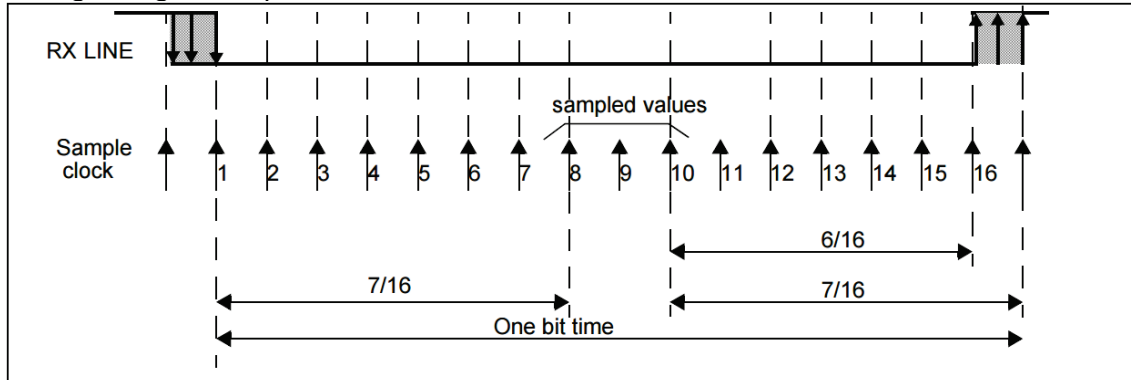 RX LINE
sampled values
Sample
clock
1 2 3 4 5 6 7 8 9 10 11 12 13 14 15 16
6/16
7/16
7/16
One bit time